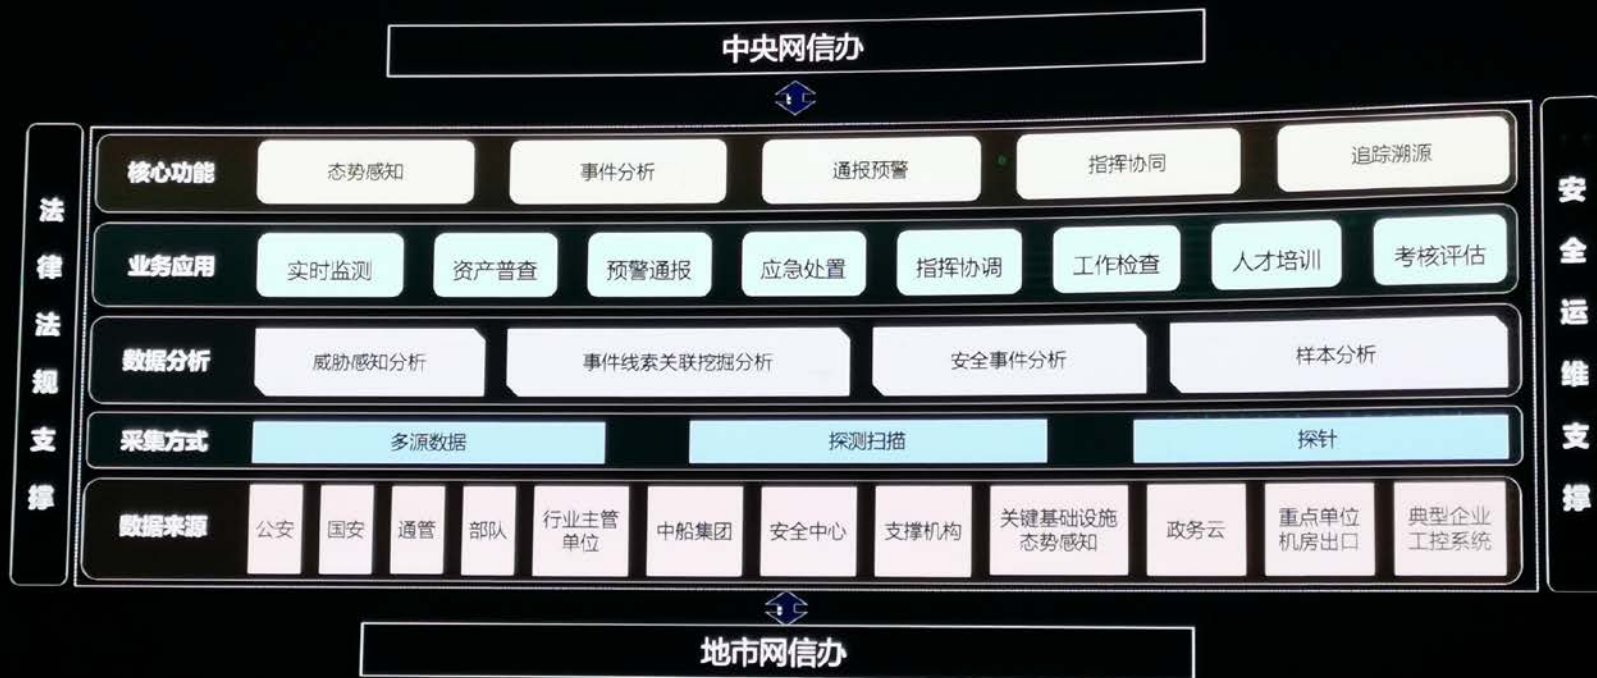 中央网信办
法律法规支撑
核心功能
态势感知
事件分析
通报预警
指挥协同
追踪溯源
业务应用
实时监测
资产普查
预警通报
应急处置
指挥协调
工作检查
人才培训
考核评估
数据分析
威胁感知分析
事件线索关联挖掘分析
安全事件分析
样本分析
采集方式
多源数据
探测扫描
探针
数据来源
公安
国安
通管
部队
行业主管
单位
中船集团
安全中心
支撑机构
关键基础设施
态势感知
政务云
重点单位
机房出口
典型企业
工控系统
安全运维支撑
地市网信办